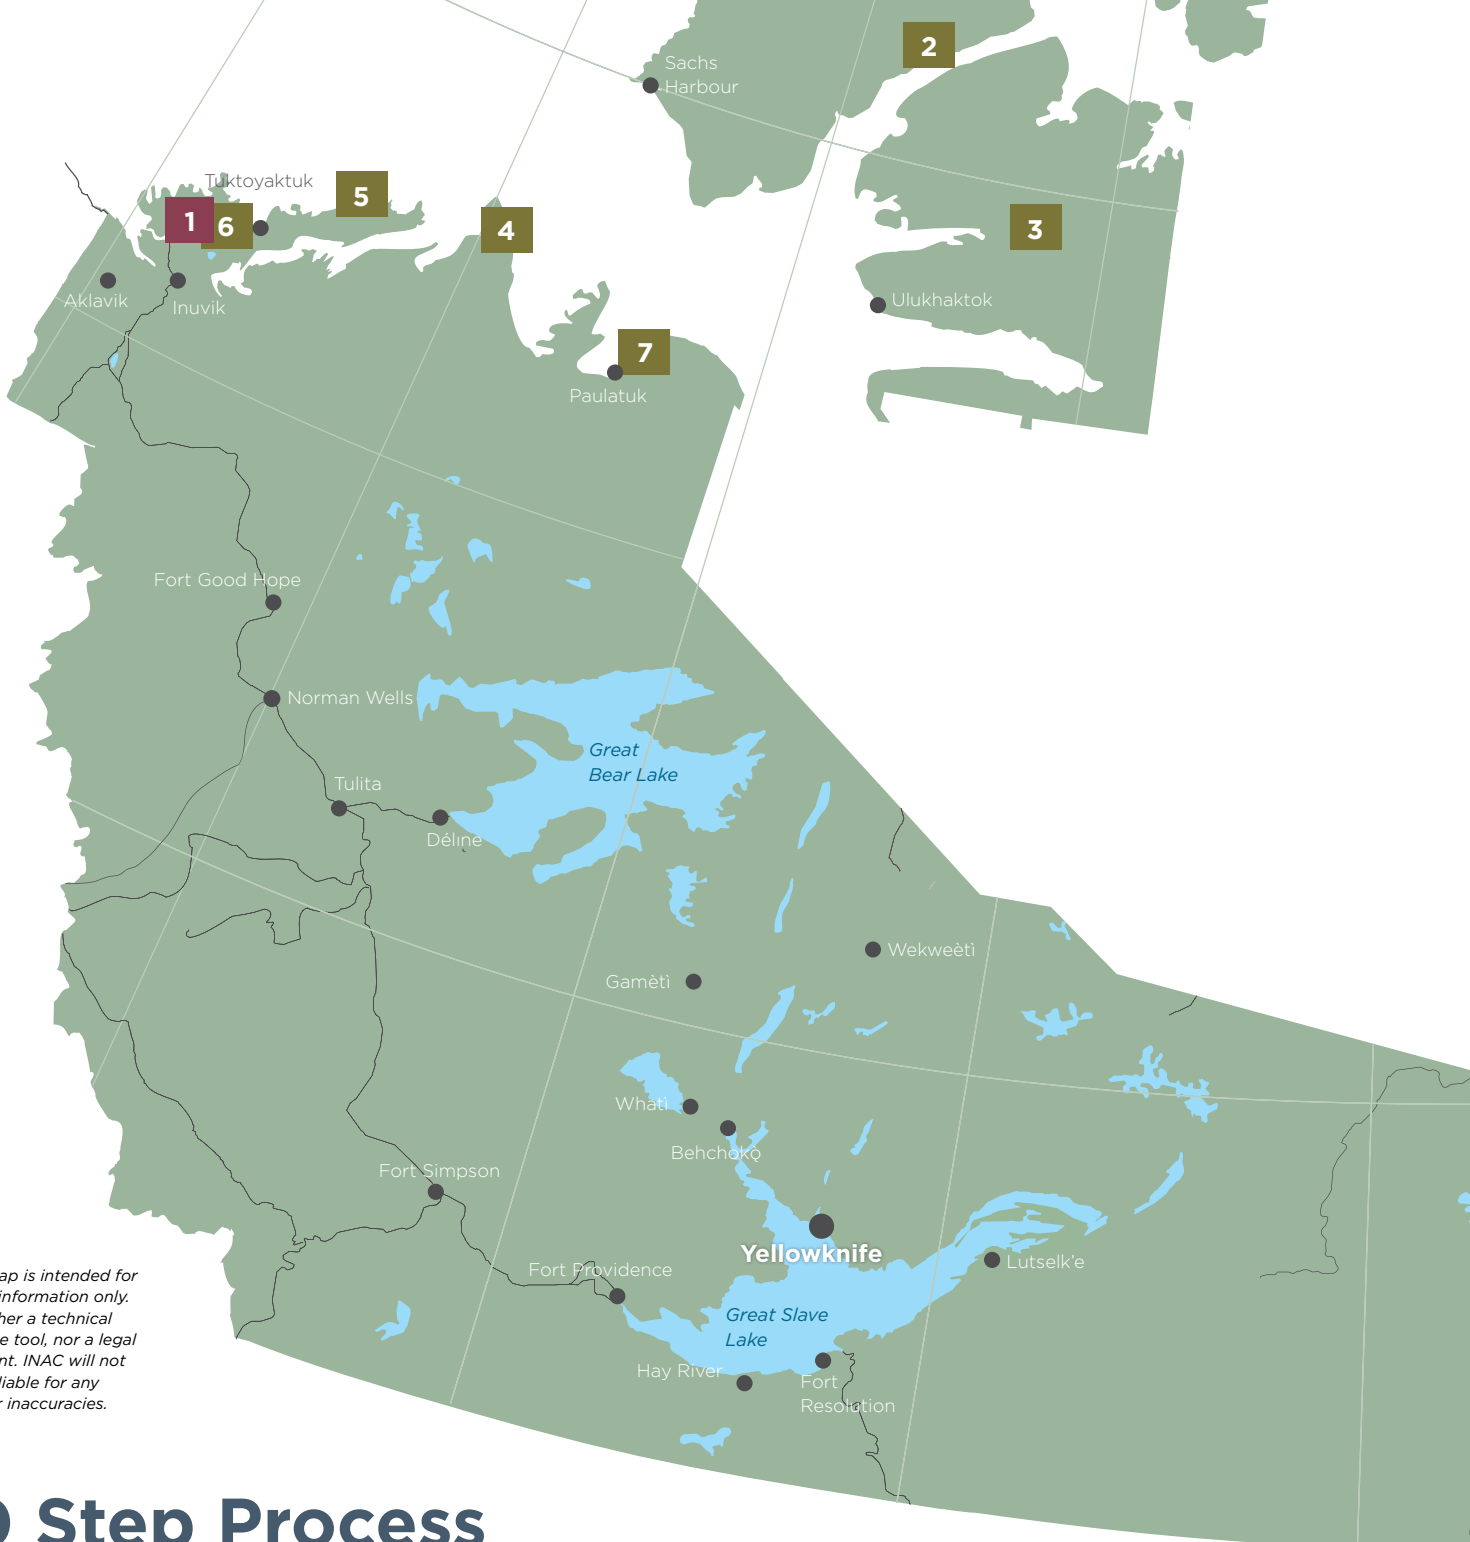 2
Sachs
Harbour
Tuktoyaktuk
5
1
6
4
3
Aklavik
Inuvik
Ulukhaktok
7
Paulatuk
Fort Good Hope
Norman Wells
Great
Bear Lake
Tulita
Délı̨nę
Wekweètì
Gamètì
Whatì
Behchokǫ̀
Fort Simpson
Yellowknife
Lutselk’e
Fort Providence
Great Slave
Lake
Hay River
Fort
Resolution
ap is intended for
information only.
her a technical
e tool, nor a legal
nt. INAC will not
iable for any
r inaccuracies.
Step Process